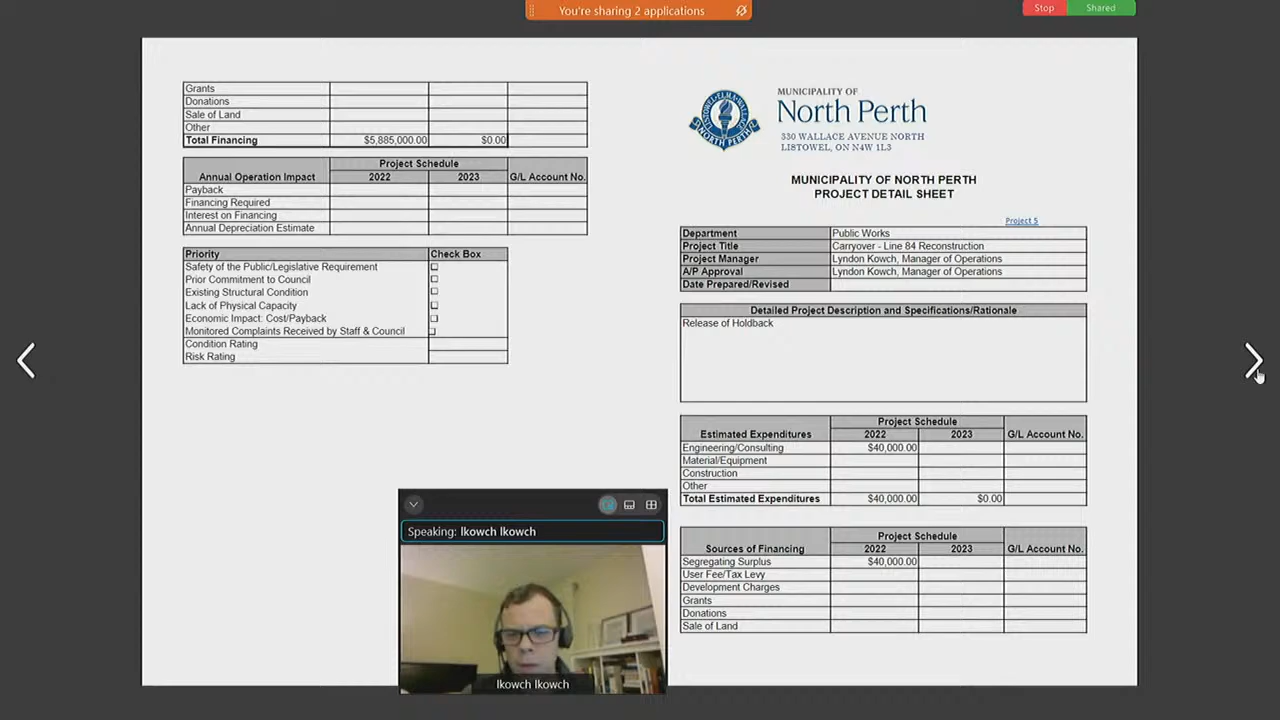 You're sharing 2 applications
Stop
Shared
Grants
Donations
Sale of Land
Other
Total Financing $5,885,000.00 $0.00
Project Schedule
Annual Operation Impact 2022 2023 G/L Account No.
Payback
Financing Required
Interest on Financing
Annual Depreciation Estimate
Priority Check Box
Safety of the Public/Legislative Requirement
Prior Commitment to Council
Existing Structural Condition
Lack of Physical Capacity
Economic Impact: Cost/Payback
Monitored Complaints Received by Staff & Council
Condition Rating
Risk Rating
LISTOWEL·ELMA·WALLACE
NORTH PERTH
MUNICIPALITY OF
North Perth
330 WALLACE AVENUE NORTH
LISTOWEL, ON N4W 1L3
MUNICIPALITY OF NORTH PERTH
PROJECT DETAIL SHEET
Project 5
Department Public Works
Project Title Carryover - Line 84 Reconstruction
Project Manager Lyndon Kowch, Manager of Operations
A/P Approval Lyndon Kowch, Manager of Operations
Date Prepared/Revised
Detailed Project Description and Specifications/Rationale
Release of Holdback
Project Schedule
Estimated Expenditures 2022 2023 G/L Account No.
Engineering/Consulting $40,000.00
Material/Equipment
Construction
Other
Total Estimated Expenditures $40,000.00 $0.00
Project Schedule
Sources of Financing 2022 2023 G/L Account No.
Segregating Surplus $40,000.00
User Fee/Tax Levy
Development Charges
Grants
Donations
Sale of Land
Speaking: lkowch lkowch
lkowch lkowch